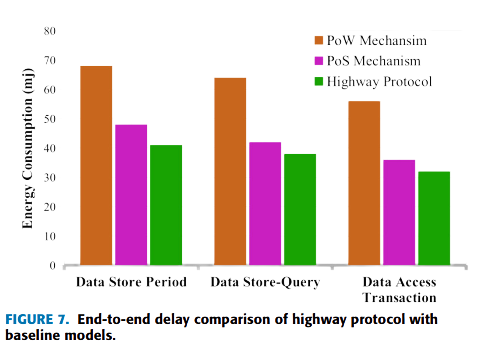 80
70
60
50
40
30
20
10
0
Energy Consumption (mj)
PoW Mechansim
PoS Mechanism
Highway Protocol
Data Store Period
Data Store-Query
Data Access
Transaction
FIGURE 7. End-to-end delay comparison of highway protocol with
baseline models.